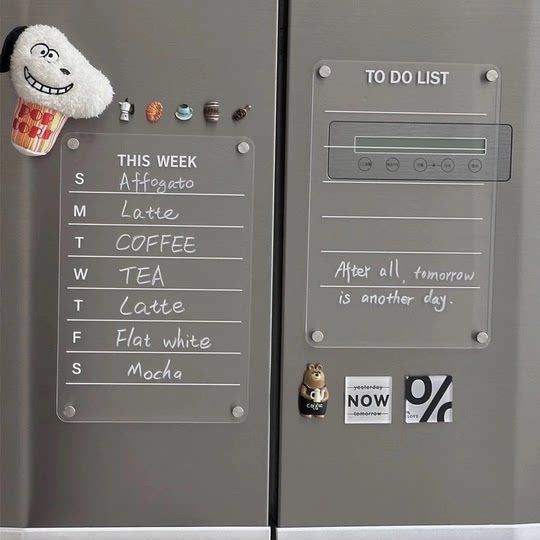 THIS WEEK
S Affogato
M Latte
T COFFEE
W TEA
T Latte
F Flat white
S Mocha
TO DO LIST
After all, tomorrow
is another day.
yesterday
NOW
tomorrow
%